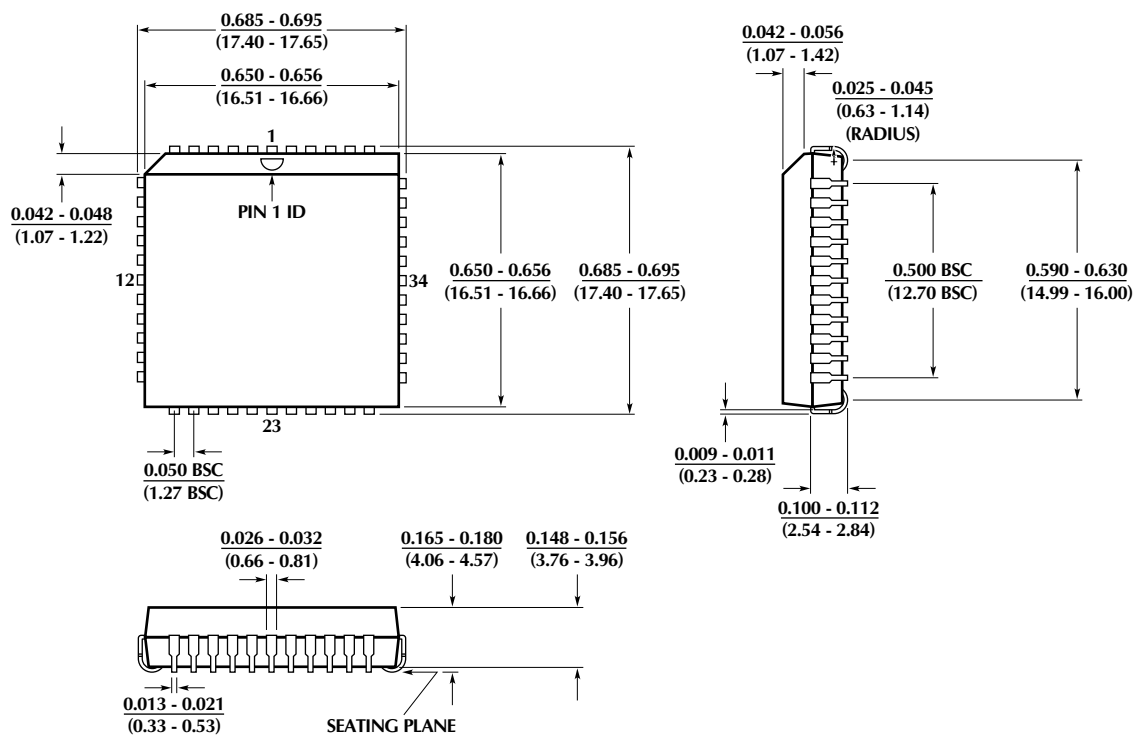 0.685 - 0.695
(17.40 - 17.65)
0.650 - 0.656
(16.51 - 16.66)
1
PIN 1 ID
0.042 - 0.048
(1.07 - 1.22)
12
34
0.650 - 0.656
(16.51 - 16.66)
0.685 - 0.695
(17.40 - 17.65)
23
0.050 BSC
(1.27 BSC)
0.042 - 0.056
(1.07 - 1.42)
0.025 - 0.045
(0.63 - 1.14)
(RADIUS)
0.500 BSC
(12.70 BSC)
0.590 - 0.630
(14.99 - 16.00)
0.009 - 0.011
(0.23 - 0.28)
0.100 - 0.112
(2.54 - 2.84)
0.026 - 0.032
(0.66 - 0.81)
0.165 - 0.180
(4.06 - 4.57)
0.148 - 0.156
(3.76 - 3.96)
0.013 - 0.021
(0.33 - 0.53)
SEATING PLANE